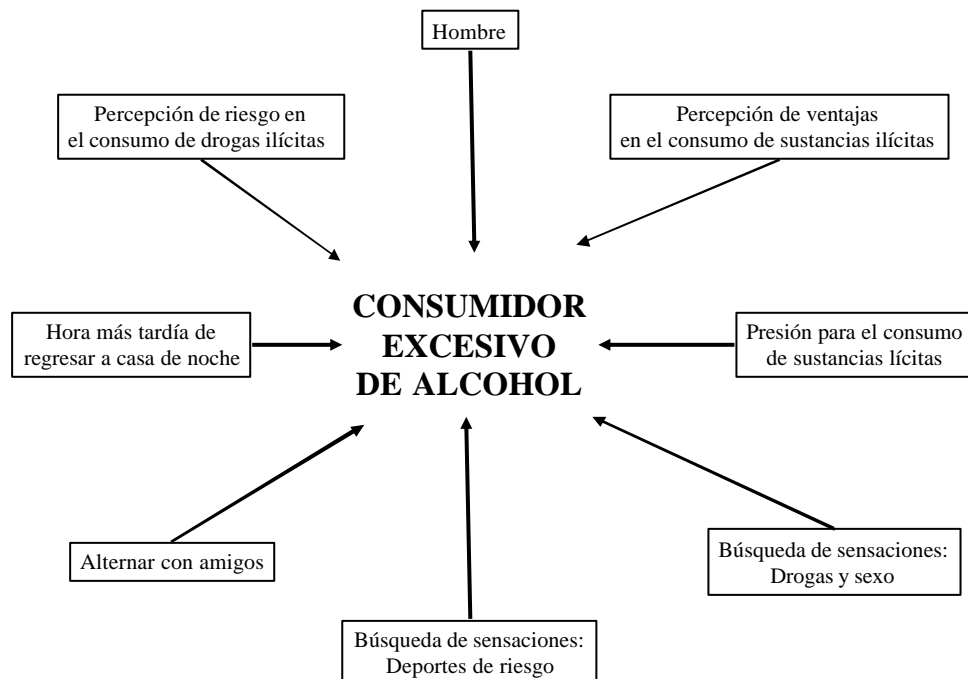 Hombre
Percepción de riesgo en
el consumo de drogas ilícitas
Percepción de ventajas
en el consumo de sustancias ilícitas
CONSUMIDOR
EXCESIVO
DE ALCOHOL
Hora más tardía de
regresar a casa de noche
Presión para el consumo
de sustancias lícitas
Alternar con amigos
Búsqueda de sensaciones:
Drogas y sexo
Búsqueda de sensaciones:
Deportes de riesgo